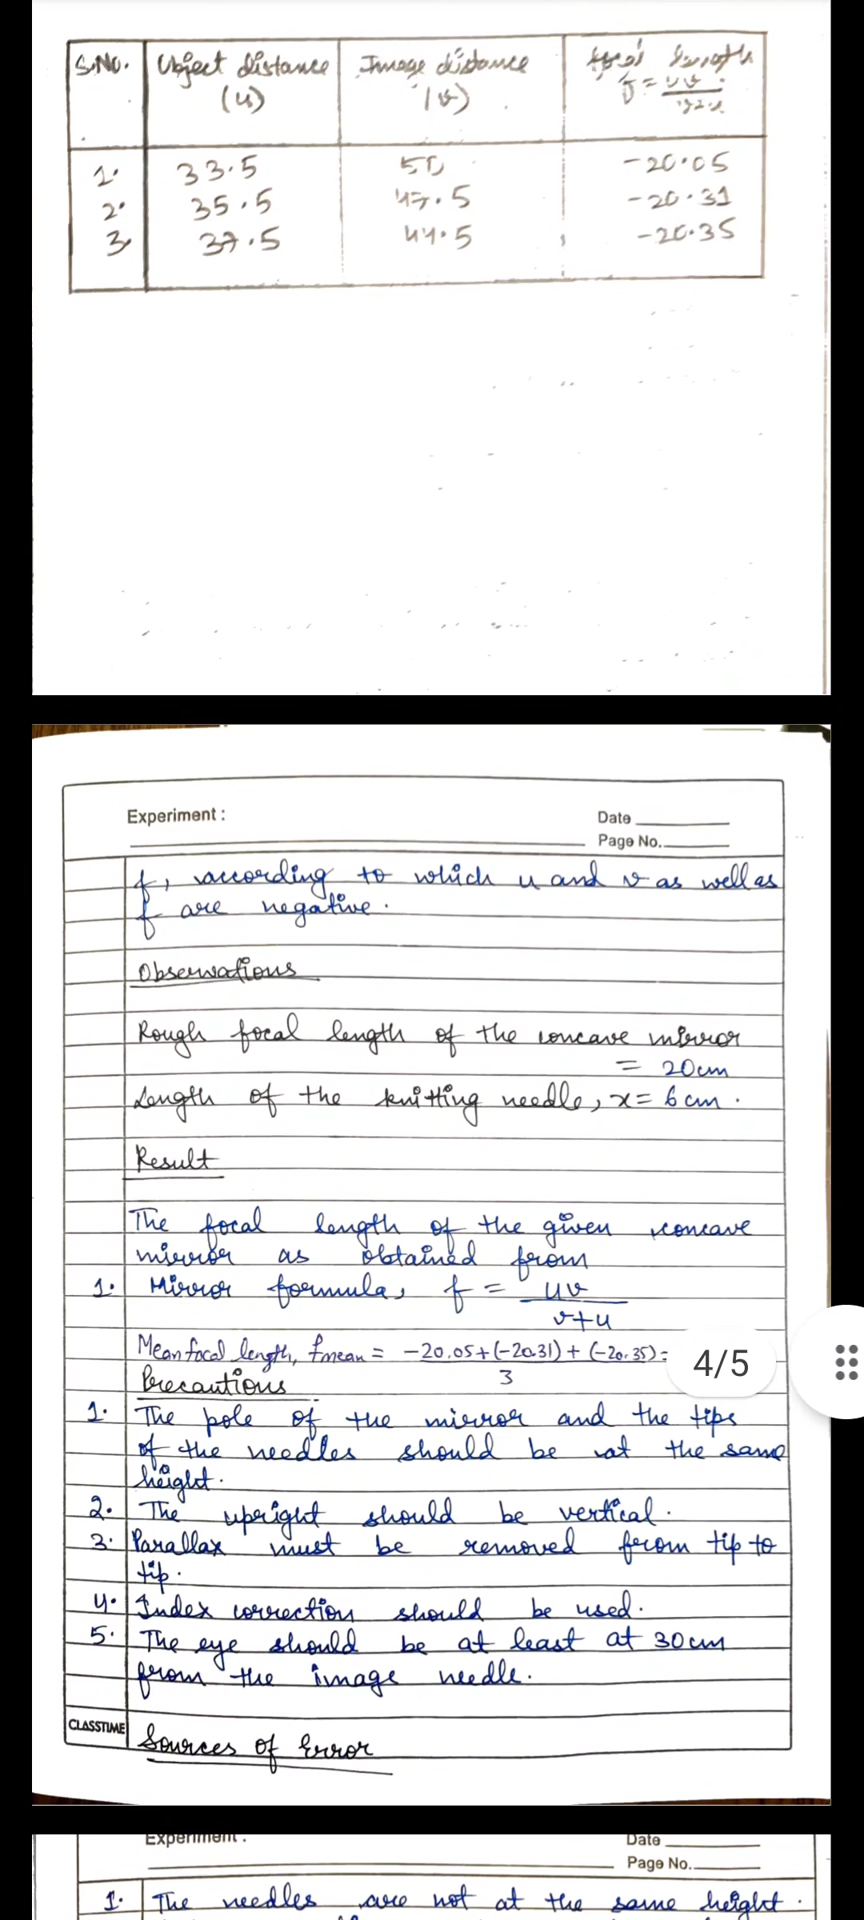 S.No. Object distance Image distance focal length
(u) (v) f = uv
1. 33.5 50 -20.05
2. 35.5 47.5 -20.31
3. 37.5 44.5 -20.35
Experiment :
Date
Page No.
f, according to which u and v as well as
f are negative.
Observations
Rough focal length of the concave mirror
= 20cm
Length of the knitting needle, x = 6 cm.
Result
The focal length of the given concave
mirror as obtained from
1. Mirror formula, f = uv
v+u
Mean focal length, fmean = -20.05+(-20.31) + (-20.35) =
3
4/5
Precautions
1. The pole of the mirror and the tips
of the needles should be at the same
height.
2. The upright should be vertical.
3. Parallax must be removed from tip to
tip.
4. Index correction should be used.
5. The eye should be at least at 30cm
from the image needle.
CLASSTIME
Sources of Error
Experiment :
Date
Page No.
1. The needles are not at the same height.